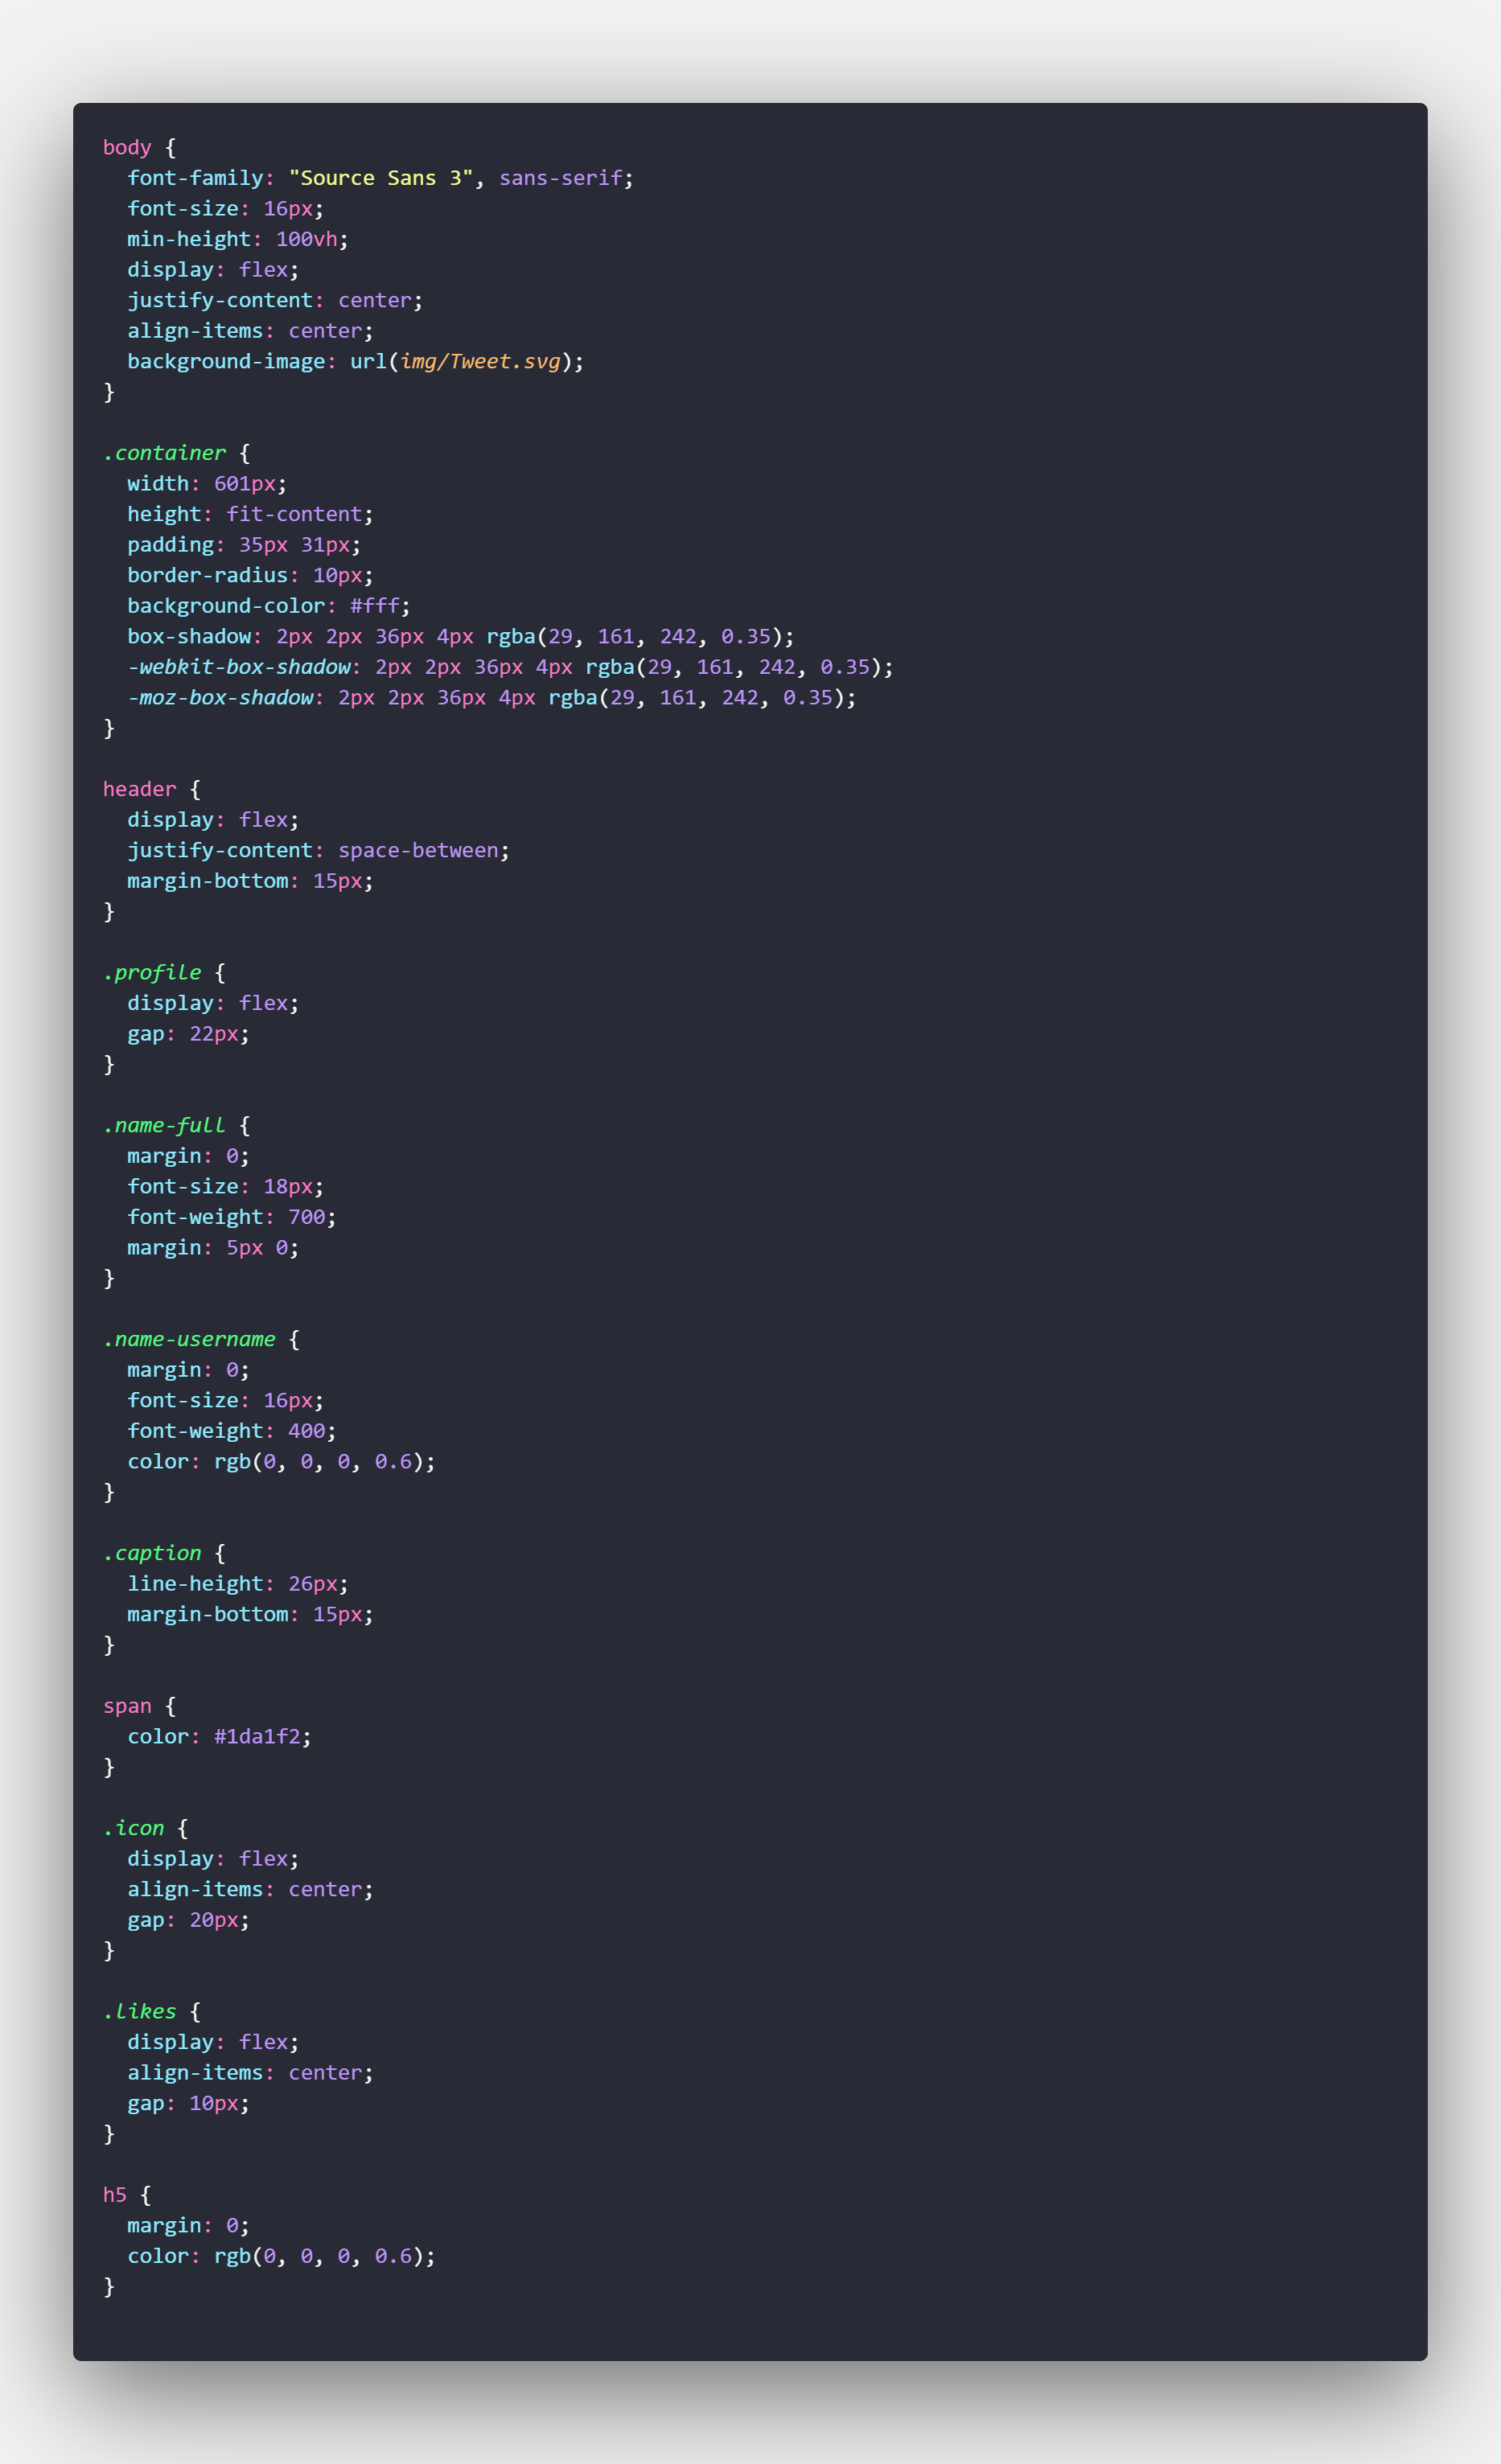 body {
  font-family: "Source Sans 3", sans-serif;
  font-size: 16px;
  min-height: 100vh;
  display: flex;
  justify-content: center;
  align-items: center;
  background-image: url(img/Tweet.svg);
}

.container {
  width: 601px;
  height: fit-content;
  padding: 35px 31px;
  border-radius: 10px;
  background-color: #fff;
  box-shadow: 2px 2px 36px 4px rgba(29, 161, 242, 0.35);
  -webkit-box-shadow: 2px 2px 36px 4px rgba(29, 161, 242, 0.35);
  -moz-box-shadow: 2px 2px 36px 4px rgba(29, 161, 242, 0.35);
}

header {
  display: flex;
  justify-content: space-between;
  margin-bottom: 15px;
}

.profile {
  display: flex;
  gap: 22px;
}

.name-full {
  margin: 0;
  font-size: 18px;
  font-weight: 700;
  margin: 5px 0;
}

.name-username {
  margin: 0;
  font-size: 16px;
  font-weight: 400;
  color: rgb(0, 0, 0, 0.6);
}

.caption {
  line-height: 26px;
  margin-bottom: 15px;
}

span {
  color: #1da1f2;
}

.icon {
  display: flex;
  align-items: center;
  gap: 20px;
}

.likes {
  display: flex;
  align-items: center;
  gap: 10px;
}

h5 {
  margin: 0;
  color: rgb(0, 0, 0, 0.6);
}